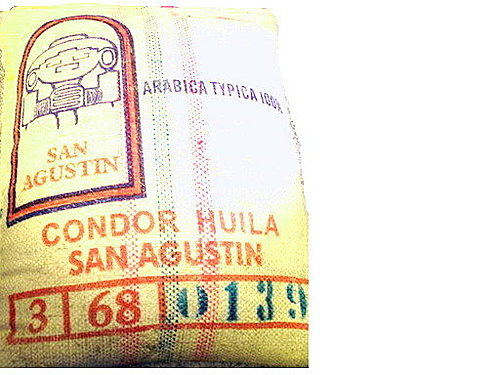 SAN
AGUSTIN
ARABICA TYPICA 100%
CONDOR HUILA
SAN AGUSTIN
3 68 0139